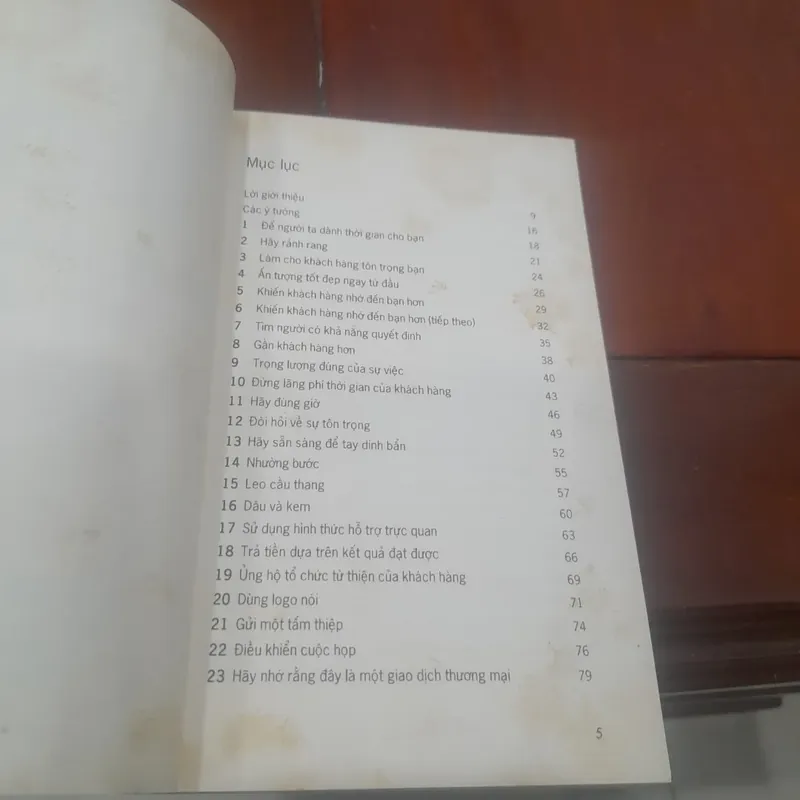 Mục lục
Lời giới thiệu 9
Các ý tưởng 16
1 Để người ta dành thời gian cho bạn 18
2 Hãy rảnh rang 21
3 Làm cho khách hàng tôn trọng bạn 24
4 Ấn tượng tốt đẹp ngay từ đầu 26
5 Khiến khách hàng nhớ đến bạn hơn 29
6 Khiến khách hàng nhớ đến bạn hơn (tiếp theo) 32
7 Tìm người có khả năng quyết định 35
8 Gần khách hàng hơn 38
9 Trọng lượng đúng của sự việc 40
10 Đừng lãng phí thời gian của khách hàng 43
11 Hãy đúng giờ 46
12 Đòi hỏi về sự tôn trọng 49
13 Hãy sẵn sàng để tay dính bẩn 52
14 Nhường bước 55
15 Leo cầu thang 57
16 Dâu và kem 60
17 Sử dụng hình thức hỗ trợ trực quan 63
18 Trả tiền dựa trên kết quả đạt được 66
19 Ủng hộ tổ chức từ thiện của khách hàng 69
20 Dùng logo nói 71
21 Gửi một tấm thiệp 74
22 Điều khiển cuộc họp 76
23 Hãy nhớ rằng đây là một giao dịch thương mại 79
5